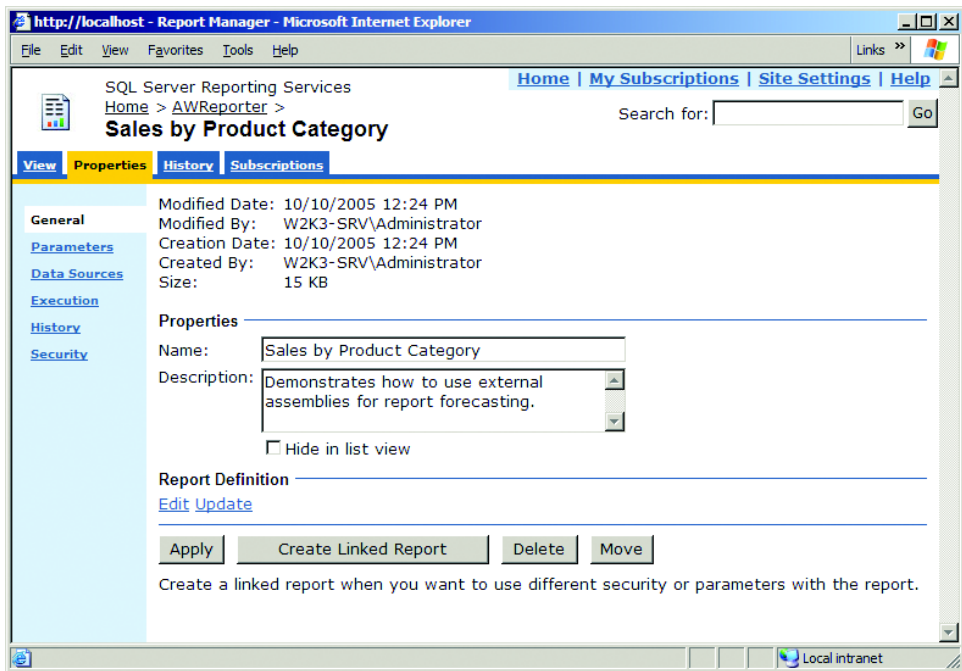 http://localhost - Report Manager - Microsoft Internet Explorer
File Edit View Favorites Tools Help Links »
SQL Server Reporting Services
Home | My Subscriptions | Site Settings | Help
Home > AWReporter >
Sales by Product Category
Search for: Go
View Properties History Subscriptions
General
Parameters
Data Sources
Execution
History
Security
Modified Date: 10/10/2005 12:24 PM
Modified By: W2K3-SRV\Administrator
Creation Date: 10/10/2005 12:24 PM
Created By: W2K3-SRV\Administrator
Size: 15 KB
Properties
Name: Sales by Product Category
Description: Demonstrates how to use external
assemblies for report forecasting.
Hide in list view
Report Definition
Edit Update
Apply Create Linked Report Delete Move
Create a linked report when you want to use different security or parameters with the report.
Local intranet